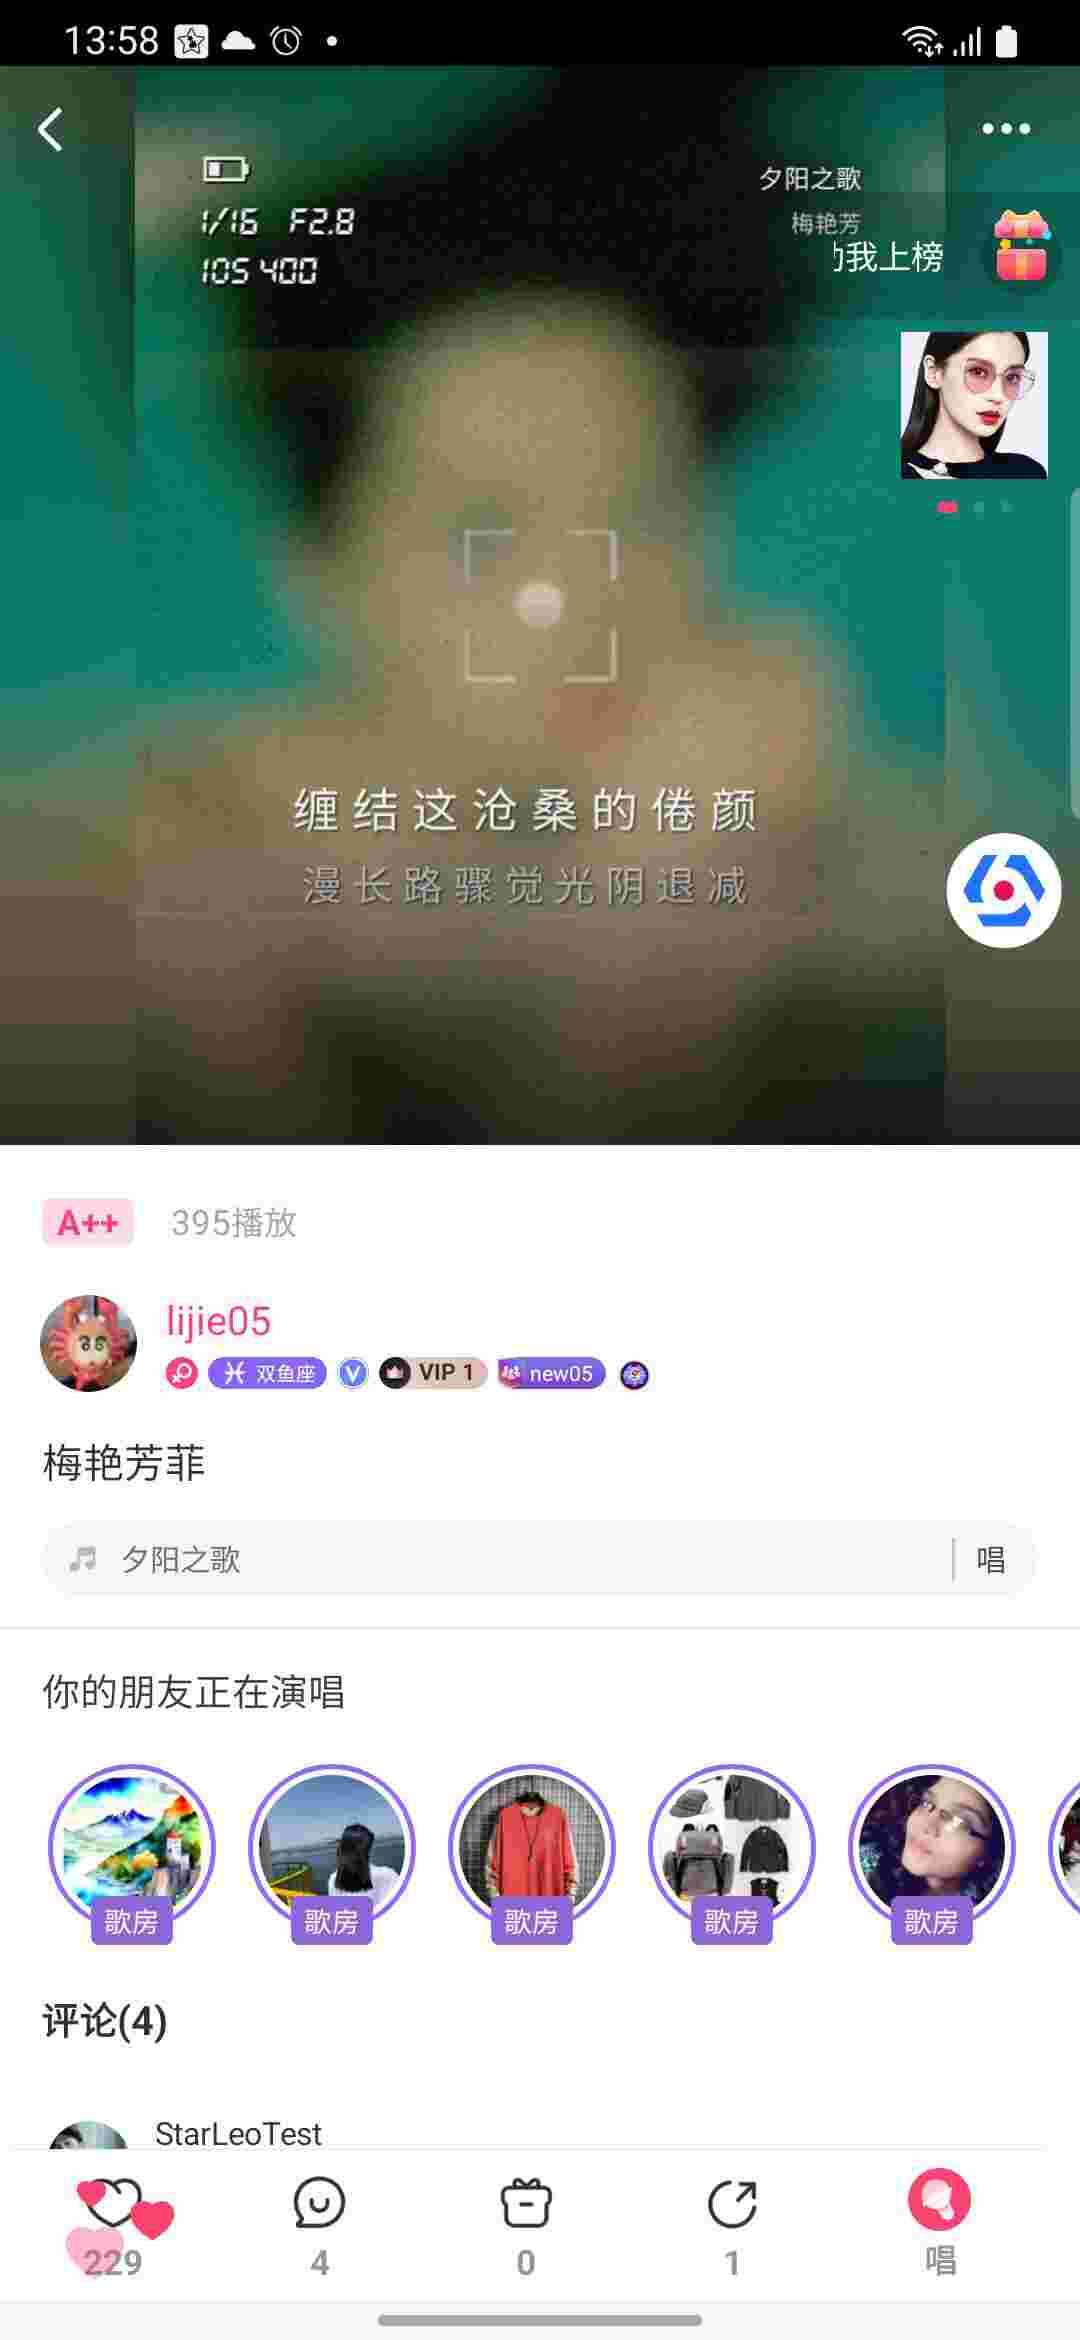 13:58
夕阳之歌
1/16 F2.8
梅艳芳
我上榜
105 400
缠结这沧桑的倦颜
漫长路骤觉光阴退减
A++ 395播放
lijie05
双鱼座 V VIP 1 new05
梅艳芳菲
夕阳之歌 唱
你的朋友正在演唱
歌房 歌房 歌房 歌房 歌房
评论(4)
StarLeoTest
229 4 0 1 唱